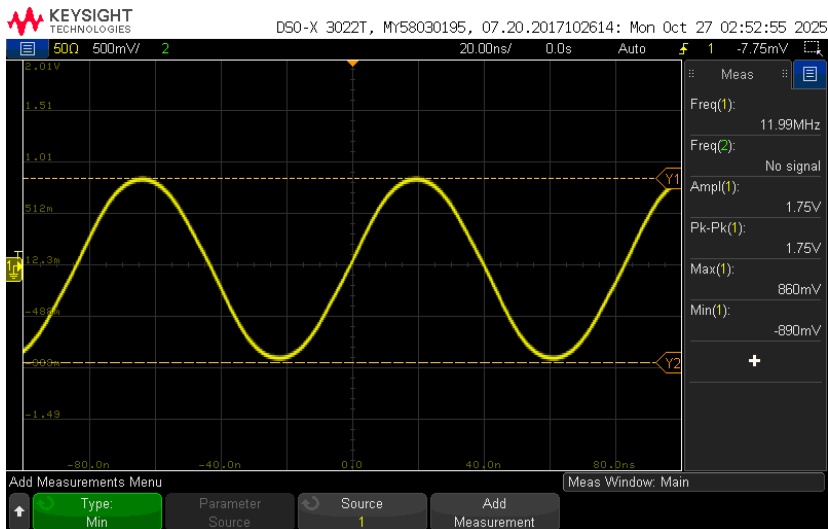 KEYSIGHT
TECHNOLOGIES
DSO-X 3022T, MY58030195, 07.20.2017102614: Mon Oct 27 02:52:55 2025
50Ω 500mV/ 2 20.00ns/ 0.0s Auto 1 -7.75mV
2.01V
1.51
1.01
512m
12.3m
-488m
-1.49
-80.0n -40.0n 0.0 40.0n 80.0ns
Y1
Y2
T
1
Meas
Freq(1):
11.99MHz
Freq(2):
No signal
Ampl(1):
1.75V
Pk-Pk(1):
1.75V
Max(1):
860mV
Min(1):
-890mV
+
Add Measurements Menu
Meas Window: Main
Type:
Min
Parameter
Source
Source
1
Add
Measurement